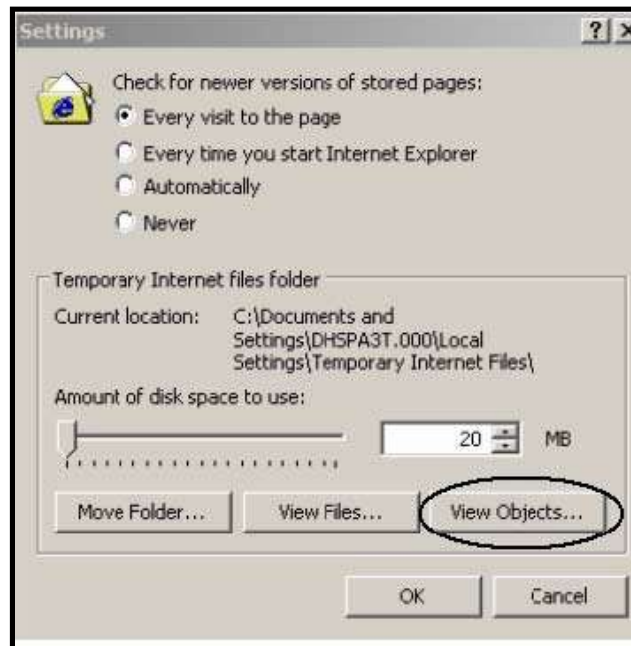 Settings
Check for newer versions of stored pages:
Every visit to the page
Every time you start Internet Explorer
Automatically
Never
Temporary Internet files folder
Current location: C:\Documents and
Settings\DHSPA3T.000\Local
Settings\Temporary Internet Files\
Amount of disk space to use:
20 MB
Move Folder... View Files... View Objects...
OK Cancel